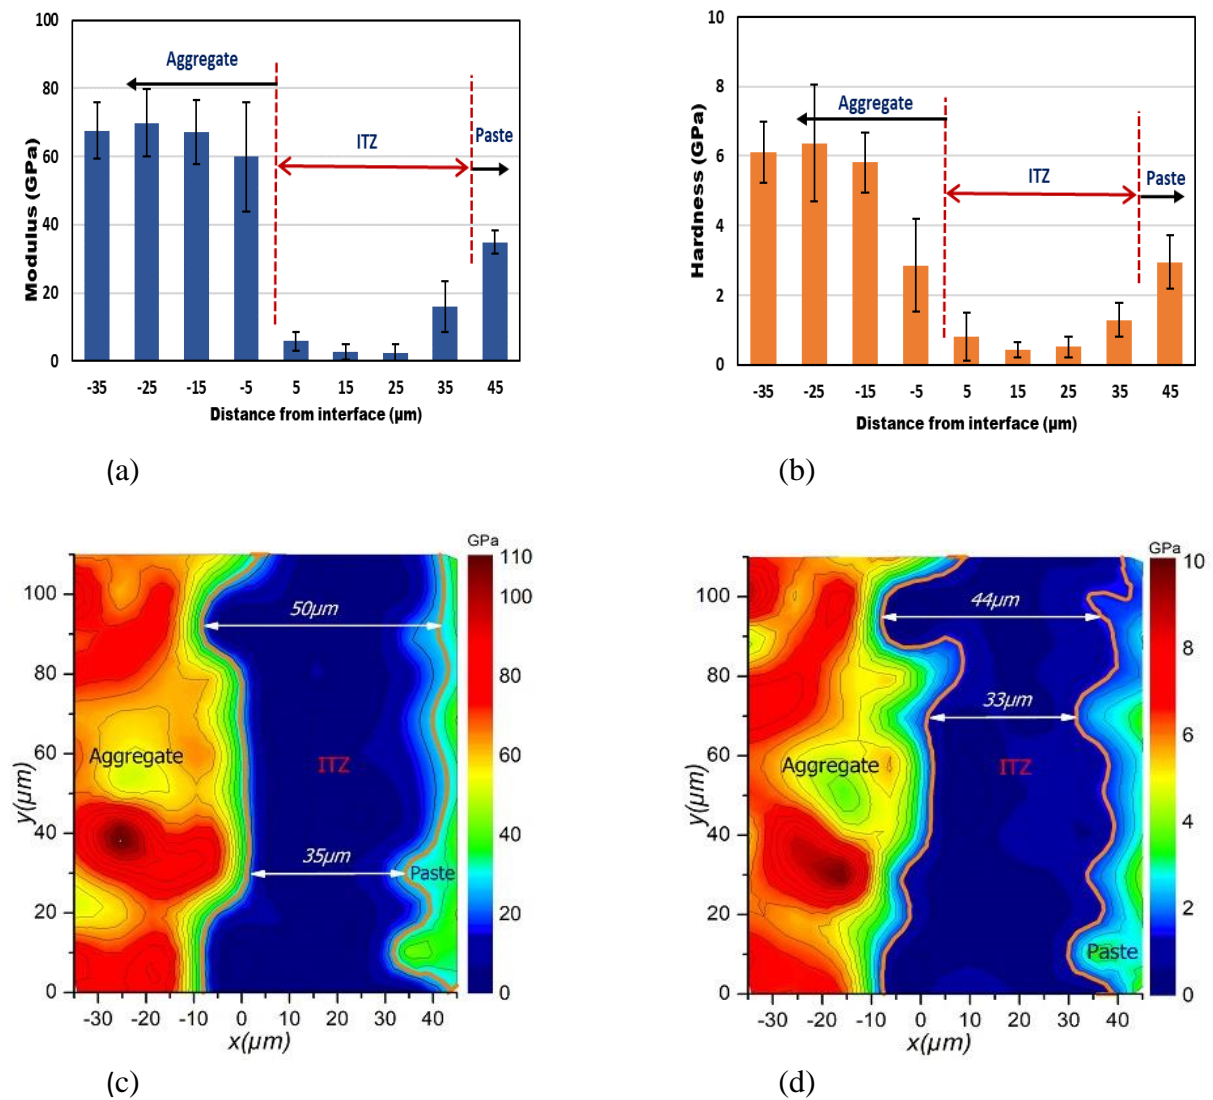 100
80
60
40
20
0
Modulus (GPa)
Aggregate
ITZ
Paste
-35 -25 -15 -5 5 15 25 35 45
Distance from interface (µm)
(a)
10
8
6
4
2
0
Hardness (GPa)
Aggregate
ITZ
Paste
-35 -25 -15 -5 5 15 25 35 45
Distance from interface (µm)
(b)
100
80
60
40
20
0
y(µm)
50µm
Aggregate
ITZ
35µm
Paste
-30 -20 -10 0 10 20 30 40
x(µm)
GPa
110
100
80
60
40
20
0
(c)
100
80
60
40
20
0
y(µm)
44µm
33µm
Aggregate
ITZ
Paste
-30 -20 -10 0 10 20 30 40
x(µm)
GPa
10
8
6
4
2
0
(d)